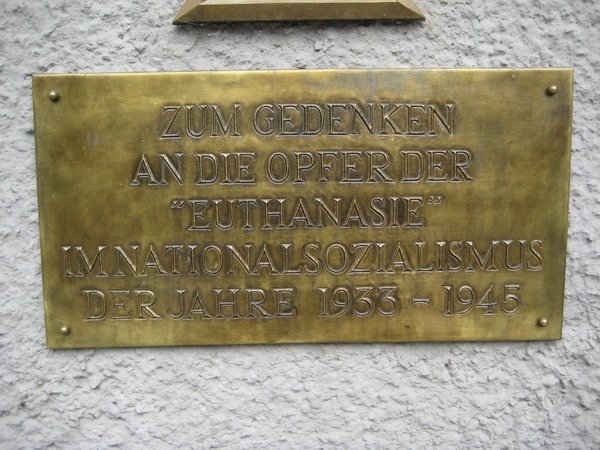 ZUM GEDENKEN
AN DIE OPFER DER
"EUTHANASIE"
IM NATIONALSOZIALISMUS
DER JAHRE 1933 - 1945